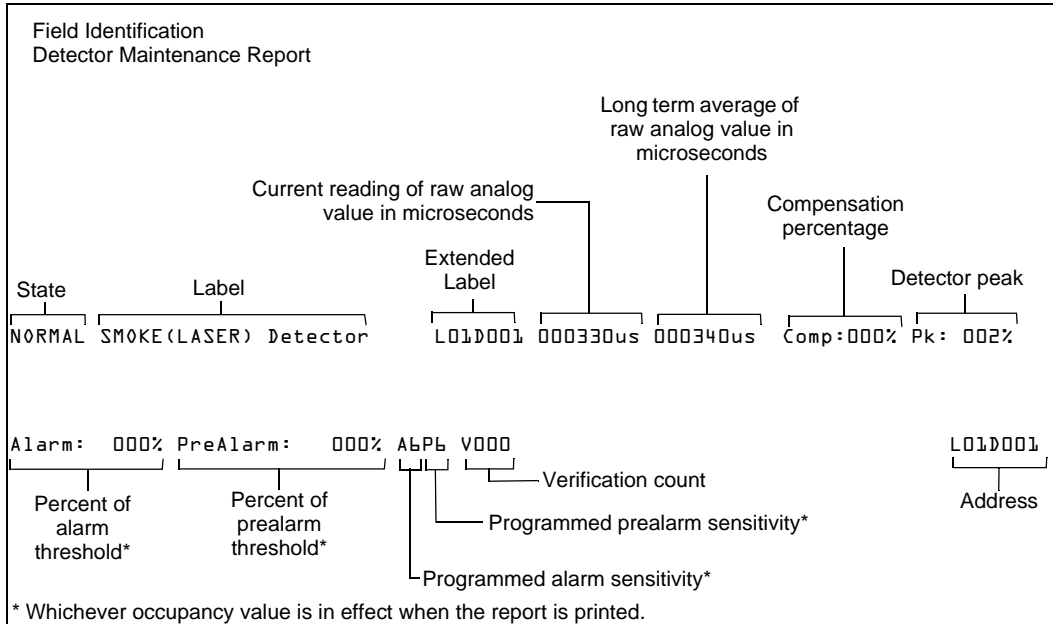 Field Identification
Detector Maintenance Report
Long term average of
raw analog value in
microseconds
Current reading of raw analog
value in microseconds
Compensation
percentage
Extended
Label
State
Label
Detector peak
NORMAL SMOKE(LASER) Detector L01D001 000330us 000340us Comp:000% Pk: 002%
Alarm: 000% PreAlarm: 000% A6P6 V000 L01D001
Verification count
Address
Percent of
alarm
threshold*
Percent of
prealarm
threshold*
Programmed prealarm sensitivity*
Programmed alarm sensitivity*
* Whichever occupancy value is in effect when the report is printed.